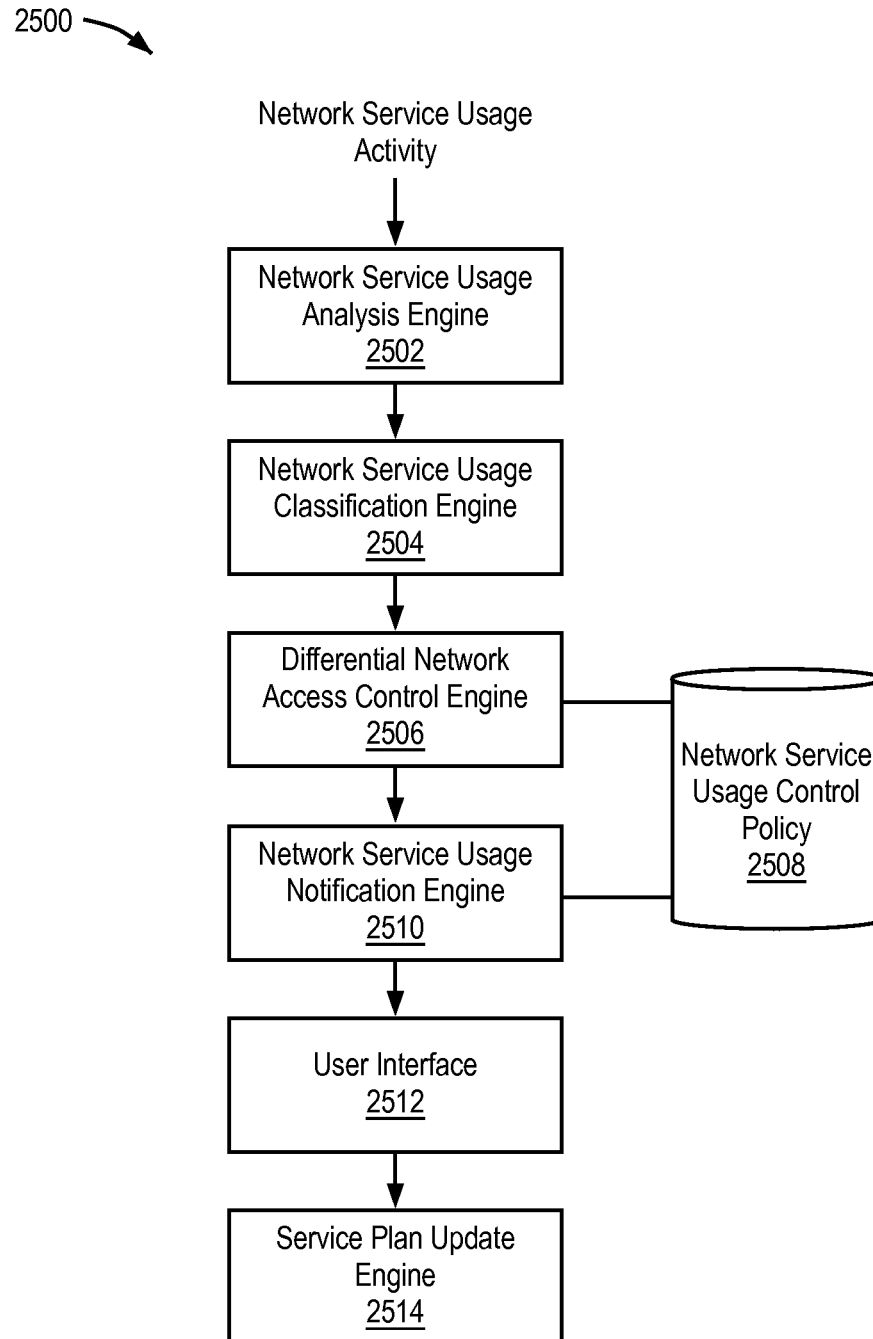 2500
Network Service Usage
Activity
Network Service Usage
Analysis Engine
2502
Network Service Usage
Classification Engine
2504
Differential Network
Access Control Engine
2506
Network Service
Usage Control
Policy
2508
Network Service Usage
Notification Engine
2510
User Interface
2512
Service Plan Update
Engine
2514